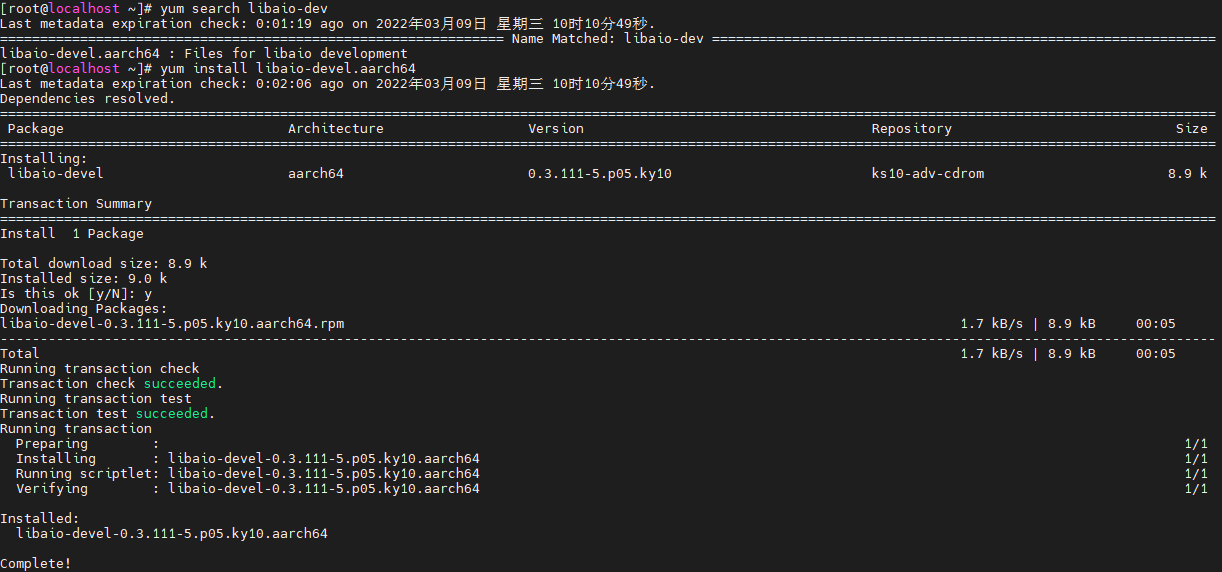 [root@localhost ~]# yum search libaio-dev
Last metadata expiration check: 0:01:19 ago on 2022年03月09日 星期三 10时10分49秒.
=============================================================== Name Matched: libaio-dev ===============================================================
libaio-devel.aarch64 : Files for libaio development
[root@localhost ~]# yum install libaio-devel.aarch64
Last metadata expiration check: 0:02:06 ago on 2022年03月09日 星期三 10时10分49秒.
Dependencies resolved.
========================================================================================================================================================
Package Architecture Version Repository Size
========================================================================================================================================================
Installing:
libaio-devel aarch64 0.3.111-5.p05.ky10 ks10-adv-cdrom 8.9 k
Transaction Summary
========================================================================================================================================================
Install 1 Package
Total download size: 8.9 k
Installed size: 9.0 k
Is this ok [y/N]: y
Downloading Packages:
libaio-devel-0.3.111-5.p05.ky10.aarch64.rpm 1.7 kB/s | 8.9 kB 00:05
--------------------------------------------------------------------------------------------------------------------------------------------------------
Total 1.7 kB/s | 8.9 kB 00:05
Running transaction check
Transaction check succeeded.
Running transaction test
Transaction test succeeded.
Running transaction
Preparing : 1/1
Installing : libaio-devel-0.3.111-5.p05.ky10.aarch64 1/1
Running scriptlet: libaio-devel-0.3.111-5.p05.ky10.aarch64 1/1
Verifying : libaio-devel-0.3.111-5.p05.ky10.aarch64 1/1
Installed:
libaio-devel-0.3.111-5.p05.ky10.aarch64
Complete!